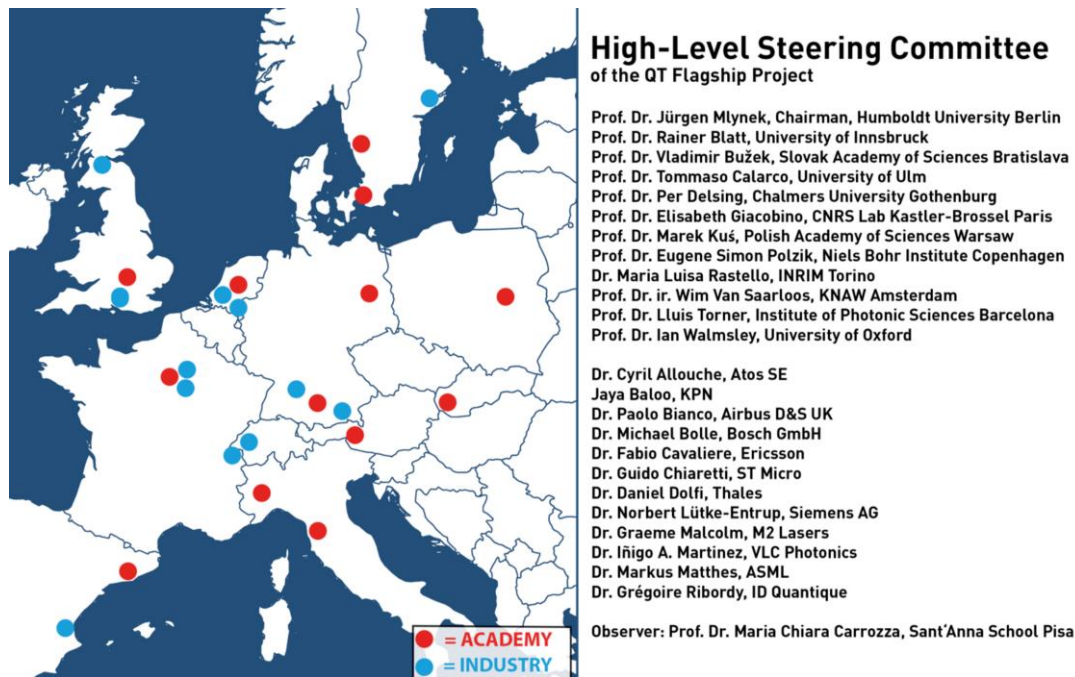 High-Level Steering Committee
of the QT Flagship Project
Prof. Dr. Jürgen Mlynek, Chairman, Humboldt University Berlin
Prof. Dr. Rainer Blatt, University of Innsbruck
Prof. Dr. Vladimir Bužek, Slovak Academy of Sciences Bratislava
Prof. Dr. Tommaso Calarco, University of Ulm
Prof. Dr. Per Delsing, Chalmers University Gothenburg
Prof. Dr. Elisabeth Giacobino, CNRS Lab Kastler-Brossel Paris
Prof. Dr. Marek Kuś, Polish Academy of Sciences Warsaw
Prof. Dr. Eugene Simon Polzik, Niels Bohr Institute Copenhagen
Dr. Maria Luisa Rastello, INRIM Torino
Prof. Dr. ir. Wim Van Saarloos, KNAW Amsterdam
Prof. Dr. Lluis Torner, Institute of Photonic Sciences Barcelona
Prof. Dr. Ian Walmsley, University of Oxford
Dr. Cyril Allouche, Atos SE
Jaya Baloo, KPN
Dr. Paolo Bianco, Airbus D&S UK
Dr. Michael Bolle, Bosch GmbH
Dr. Fabio Cavaliere, Ericsson
Dr. Guido Chiaretti, ST Micro
Dr. Daniel Dolfi, Thales
Dr. Norbert Lütke-Entrup, Siemens AG
Dr. Graeme Malcolm, M2 Lasers
Dr. Iñigo A. Martinez, VLC Photonics
Dr. Markus Matthes, ASML
Dr. Grégoire Ribordy, ID Quantique
Observer: Prof. Dr. Maria Chiara Carrozza, Sant‘Anna School Pisa
= ACADEMY
= INDUSTRY